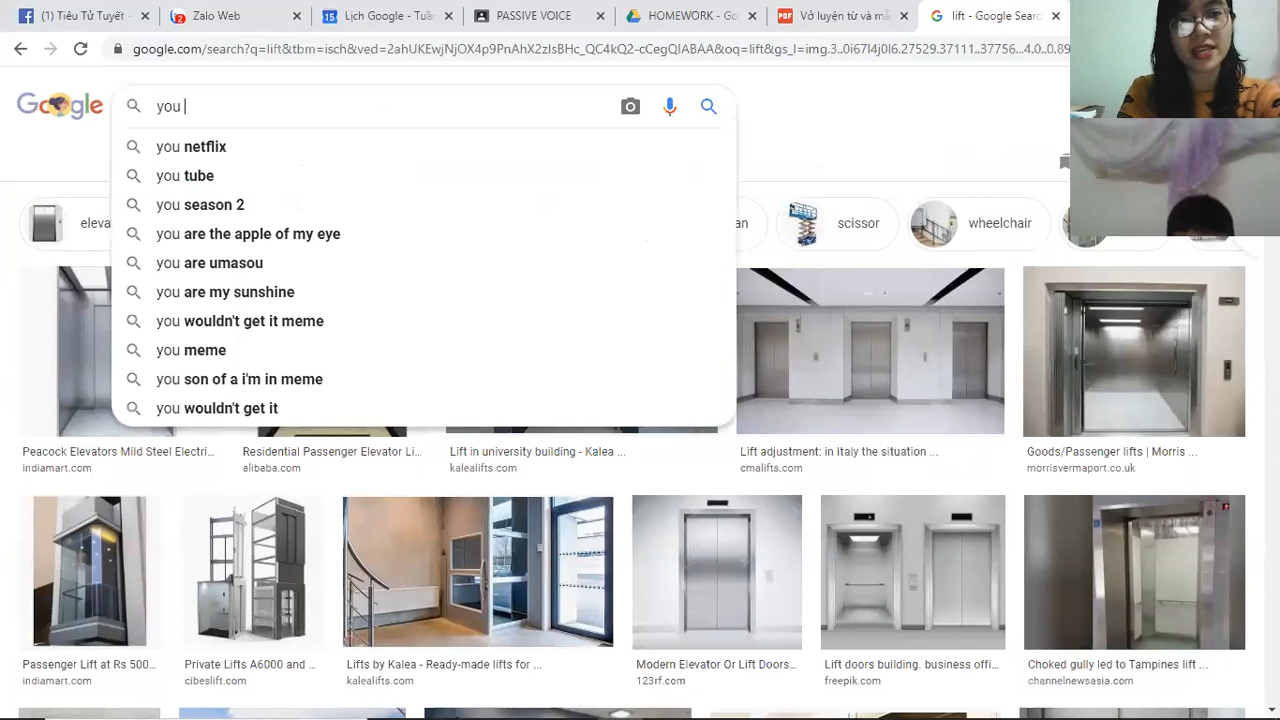 Tiến. Tử Tuyết -
2
Zalo Web
15
Lịch Google - Tuần
PASSIVE VOICE
HOMEWORK - Go
PDF
Vở luyện từ và mẫ
lift - Google Sear
google.com/search?q=lift&tbm=isch&ved=2ahUKEwjNjOX4p9PnAhX2zIsBHc_QC4kQ2-cCegQIABAA&oq=lift&gs_l=img.3..0i67l4j0l6.27529.37111..37756...4.0..0.89
Google
you
you netflix
you tube
you season 2
you are the apple of my eye
you are umasou
you are my sunshine
you wouldn't get it meme
you meme
you son of a i'm in meme
you wouldn't get it
scissor
wheelchair
Peacock Elevators Mild Steel Electri...
Residential Passenger Elevator Li...
Lift in university building - Kalea ...
Lift adjustment: in Italy the situation ...
Goods/Passenger lifts | Morris ...
indiamart.com
alibaba.com
kalealifts.com
cmalifts.com
morrisvermaport.co.uk
Passenger Lift at Rs 500...
Private Lifts A6000 and ...
Lifts by Kalea - Ready-made lifts for ...
Modern Elevator Or Lift Doors...
Lift doors building. business offi...
Choked gully led to Tampines lift ...
indiamart.com
cibeslift.com
kalealifts.com
123rf.com
freepik.com
channelnewsasia.com